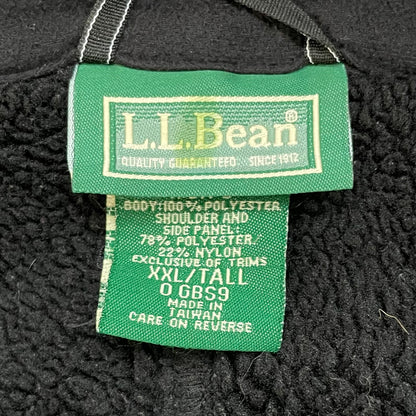 L.L.Bean®
QUALITY GUARANTEED. SINCE 1912
BODY:100% POLYESTER
SHOULDER AND
SIDE PANEL:
78% POLYESTER.
22% NYLON
EXCLUSIVE OF TRIMS
XXL/TALL
0 GBS9
MADE IN
TAIWAN
CARE ON REVERSE